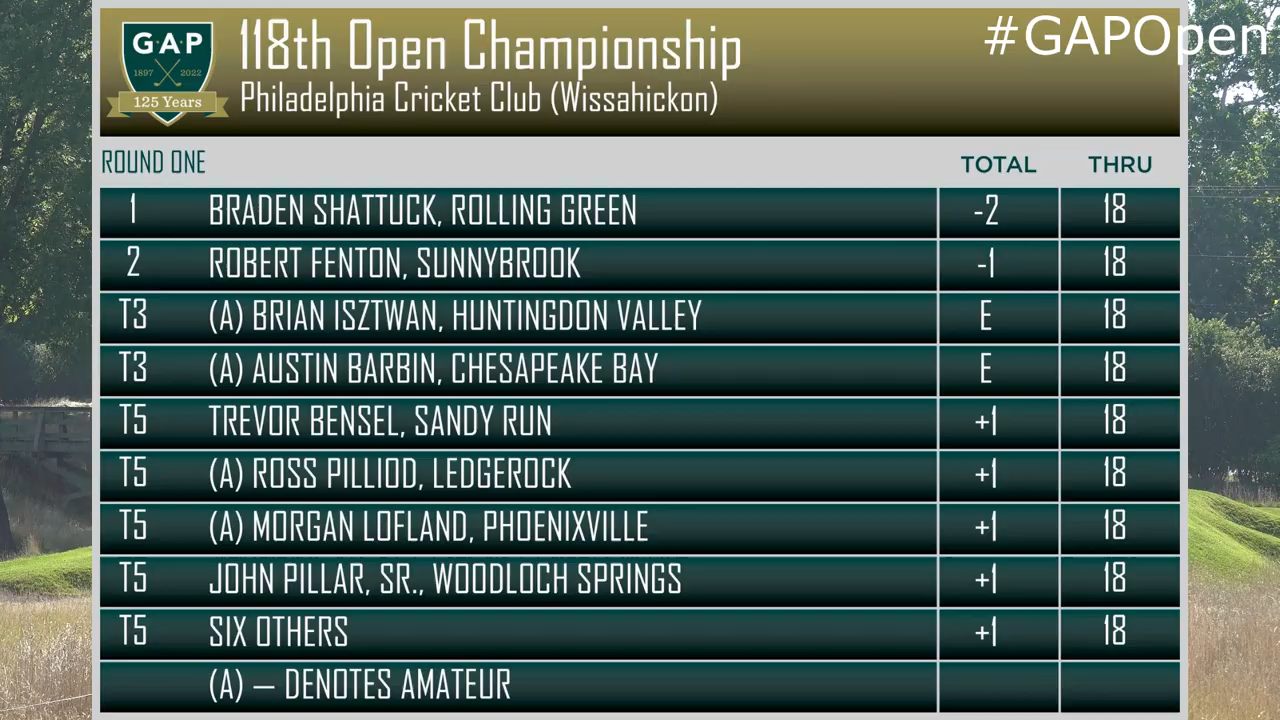 #GAPOpen
GAP
1897 2022
125 Years
118th Open Championship
Philadelphia Cricket Club (Wissahickon)
ROUND ONE TOTAL THRU
1 BRADEN SHATTUCK, ROLLING GREEN -2 18
2 ROBERT FENTON, SUNNYBROOK -1 18
T3 (A) BRIAN ISZTWAN, HUNTINGDON VALLEY E 18
T3 (A) AUSTIN BARBIN, CHESAPEAKE BAY E 18
T5 TREVOR BENSEL, SANDY RUN +1 18
T5 (A) ROSS PILLIOD, LEDGEROCK +1 18
T5 (A) MORGAN LOFLAND, PHOENIXVILLE +1 18
T5 JOHN PILLAR, SR., WOODLOCH SPRINGS +1 18
T5 SIX OTHERS +1 18
(A) – DENOTES AMATEUR